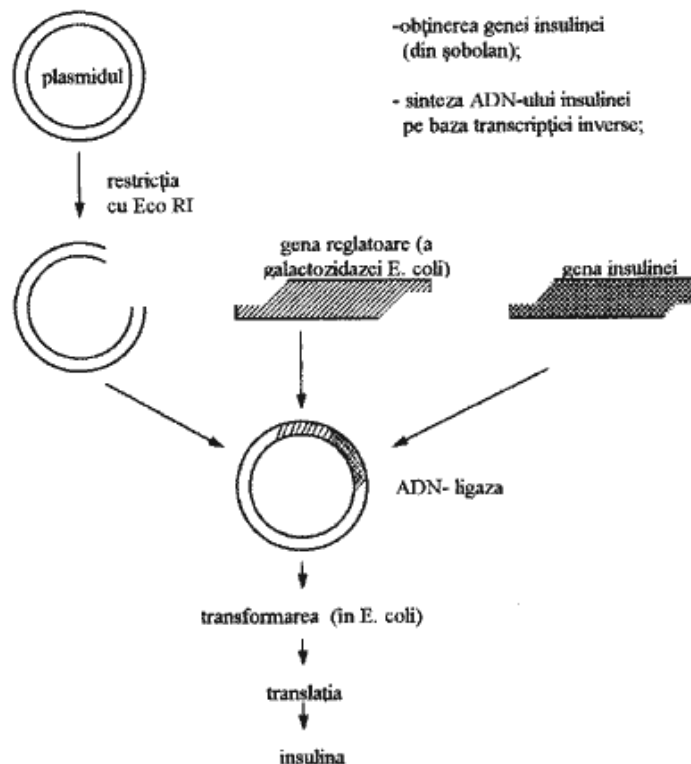 plasmidul
-obținerea genei insulinei
(din șobolan);
- sinteza ADN-ului insulinei
pe baza transcripției inverse;
restricția
cu Eco RI
gena reglatoare (a
galactozidazei E. coli)
gena insulinei
ADN- ligaza
transformarea (în E. coli)
translația
insulina